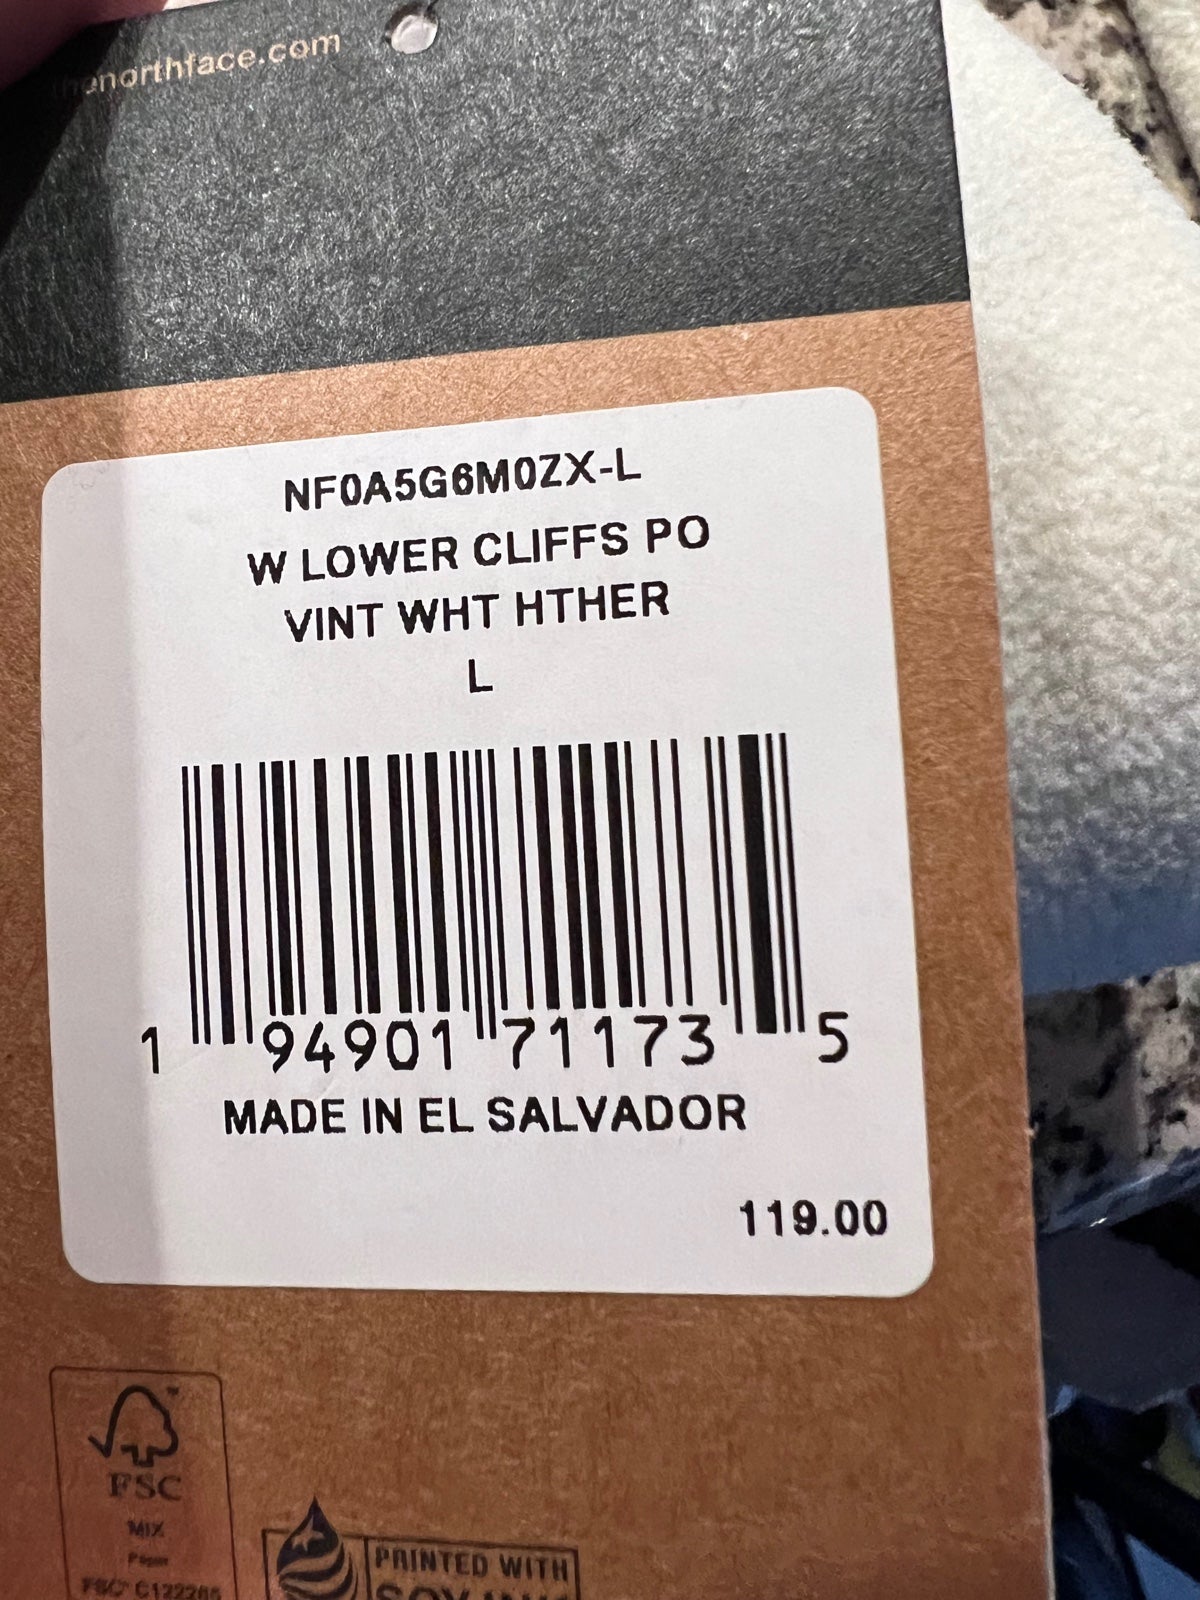 thenorthface.com
NF0A5G6M0ZX-L
W LOWER CLIFFS PO
VINT WHT HTHER
L
1 94901 71173 5
MADE IN EL SALVADOR
119.00
FSC
MIX
PRINTED WITH